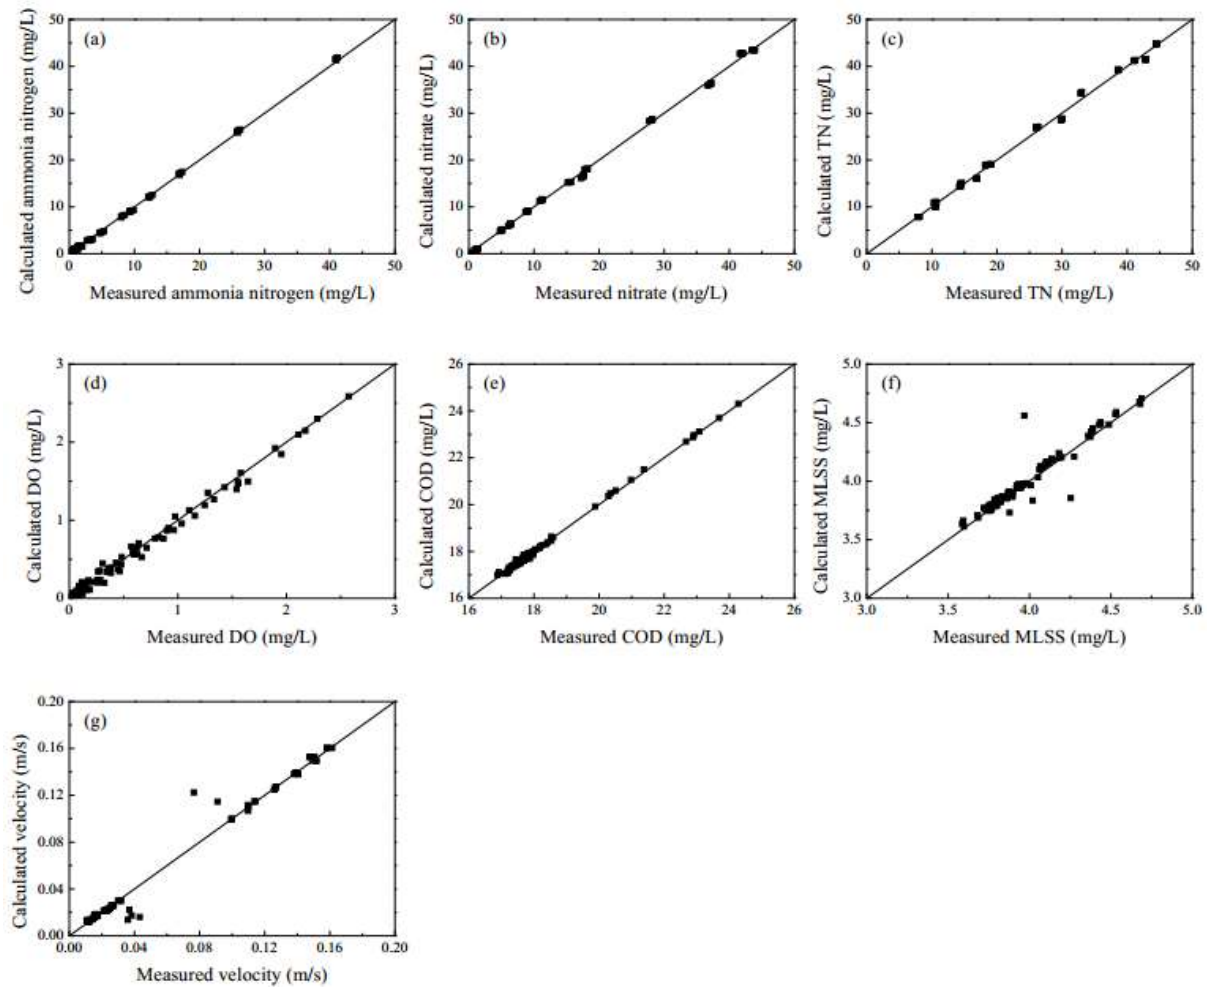 (a)
Calculated ammonia nitrogen (mg/L)
50
40
30
20
10
0
0 10 20 30 40 50
Measured ammonia nitrogen (mg/L)
(b)
Calculated nitrate (mg/L)
50
40
30
20
10
0
0 10 20 30 40 50
Measured nitrate (mg/L)
(c)
Calculated TN (mg/L)
50
40
30
20
10
0
0 10 20 30 40 50
Measured TN (mg/L)
(d)
Calculated DO (mg/L)
3
2
1
0
0 1 2 3
Measured DO (mg/L)
(e)
Calculated COD (mg/L)
26
24
22
20
18
16
16 18 20 22 24 26
Measured COD (mg/L)
(f)
Calculated MLSS (mg/L)
5.0
4.5
4.0
3.5
3.0
3.0 3.5 4.0 4.5 5.0
Measured MLSS (mg/L)
(g)
Calculated velocity (m/s)
0.20
0.16
0.12
0.08
0.04
0.00
0.00 0.04 0.08 0.12 0.16 0.20
Measured velocity (m/s)